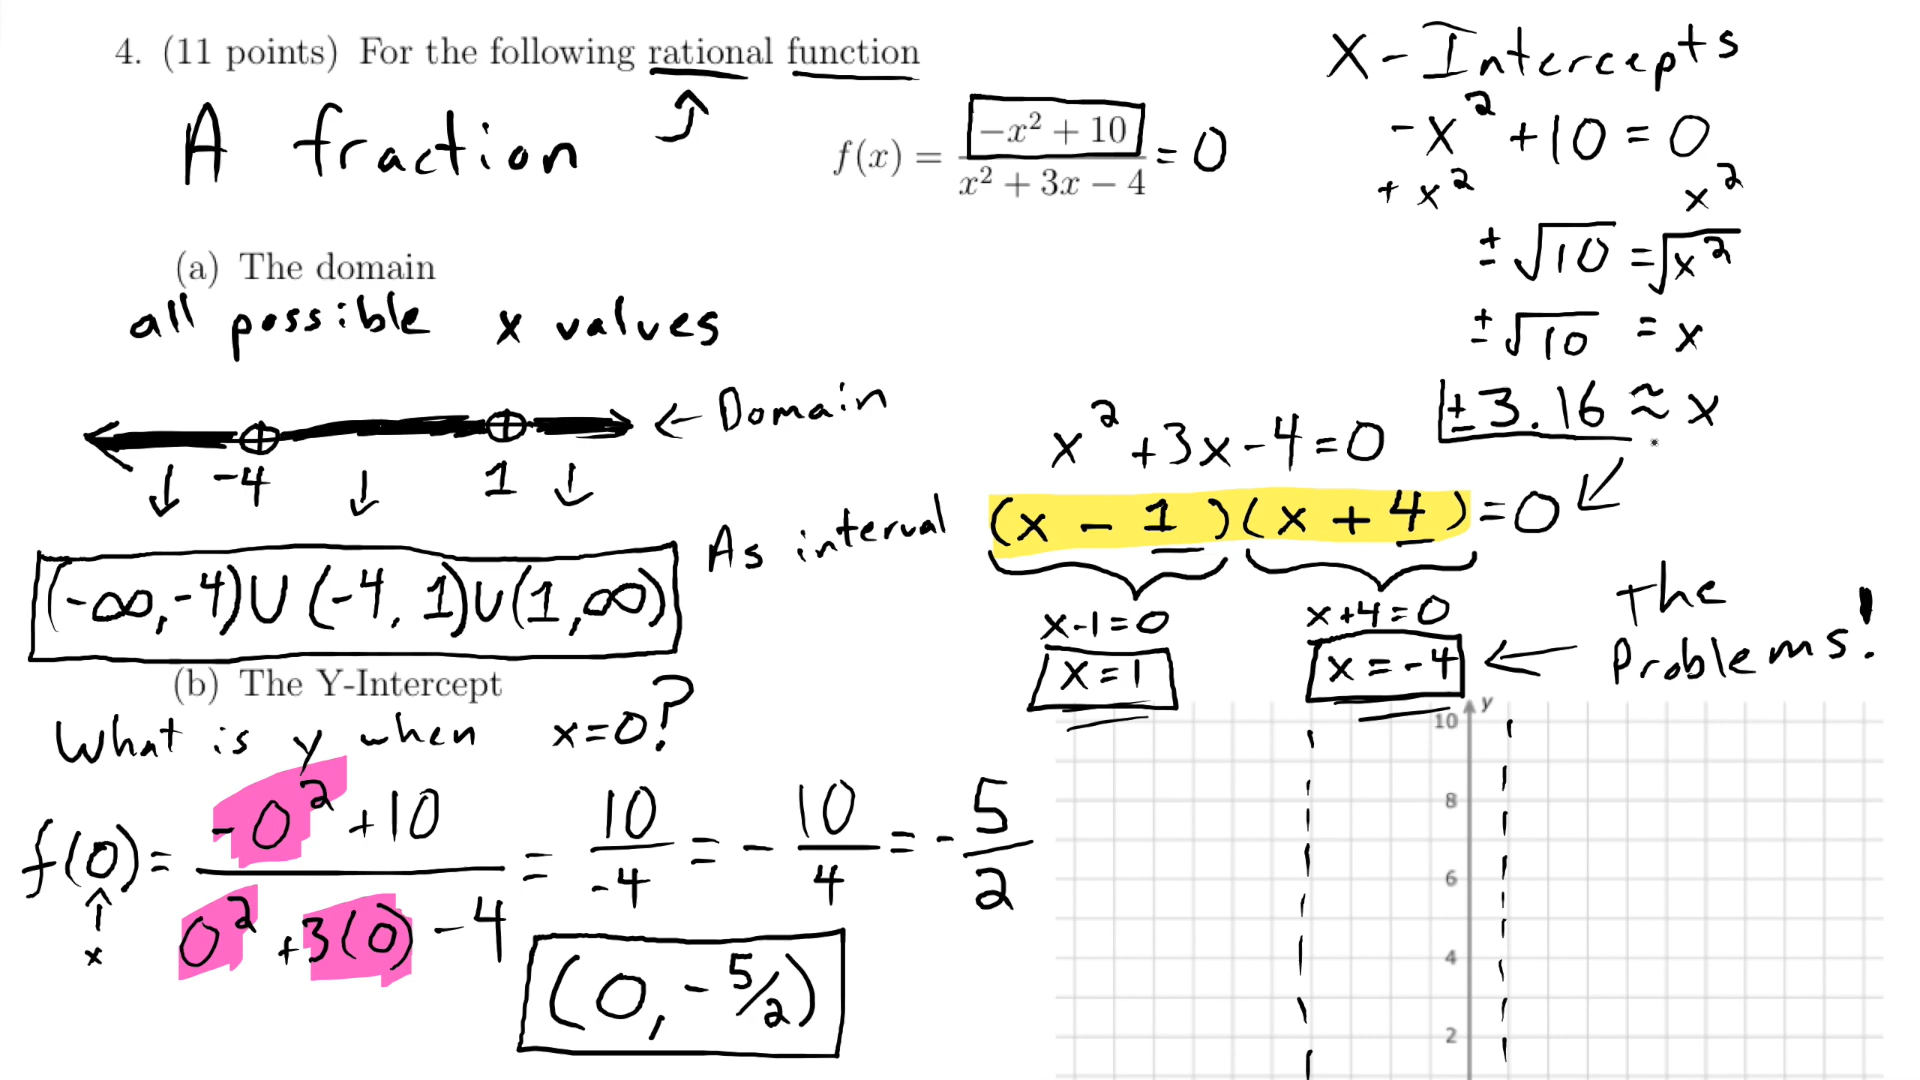 4. (11 points) For the following rational function
A fraction
f(x) = (−x² + 10)/(x² + 3x − 4) = 0
(a) The domain
all possible x values
← Domain
↓ -4 ↓ 1 ↓
(-∞,-4)∪(-4, 1)∪(1,∞)
As interval
(b) The Y-Intercept
What is y when x=0?
f(0) = (-0² +10)/(0² +3(0) -4) = 10/-4 = - 10/4 = - 5/2
↑
x
(0, - 5/2)
X-Intercepts
-x² +10 = 0
+ x² x²
± √10 = √x²
± √10 = x
± 3.16 ≈ x
x² +3x-4=0
(x - 1)(x + 4) = 0
x-1=0 x+4=0
x=1 x=-4 ←
The
Problems!
y
10
8
6
4
2